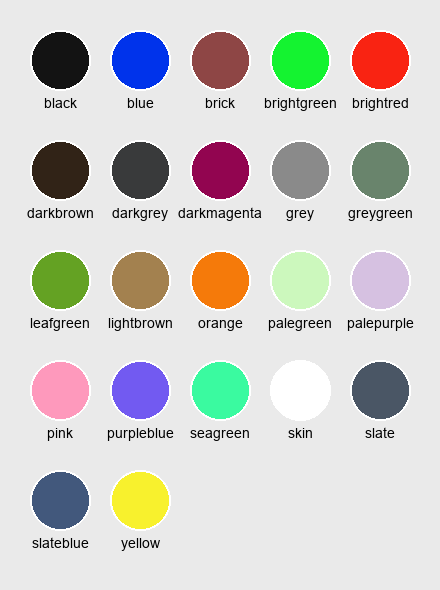 black blue brick brightgreen brightred
darkbrown darkgrey darkmagenta grey greygreen
leafgreen lightbrown orange palegreen palepurple
pink purpleblue seagreen skin slate
slateblue yellow